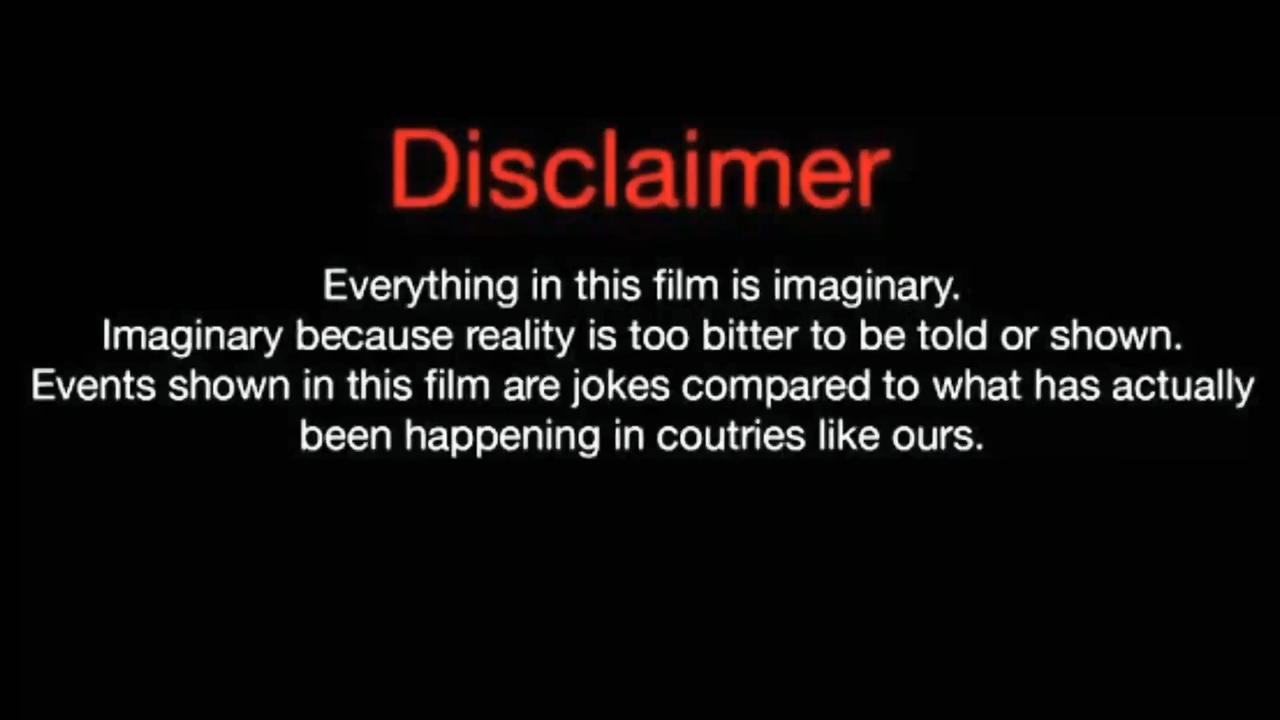 Disclaimer
Everything in this film is imaginary.
Imaginary because reality is too bitter to be told or shown.
Events shown in this film are jokes compared to what has actually
been happening in coutries like ours.